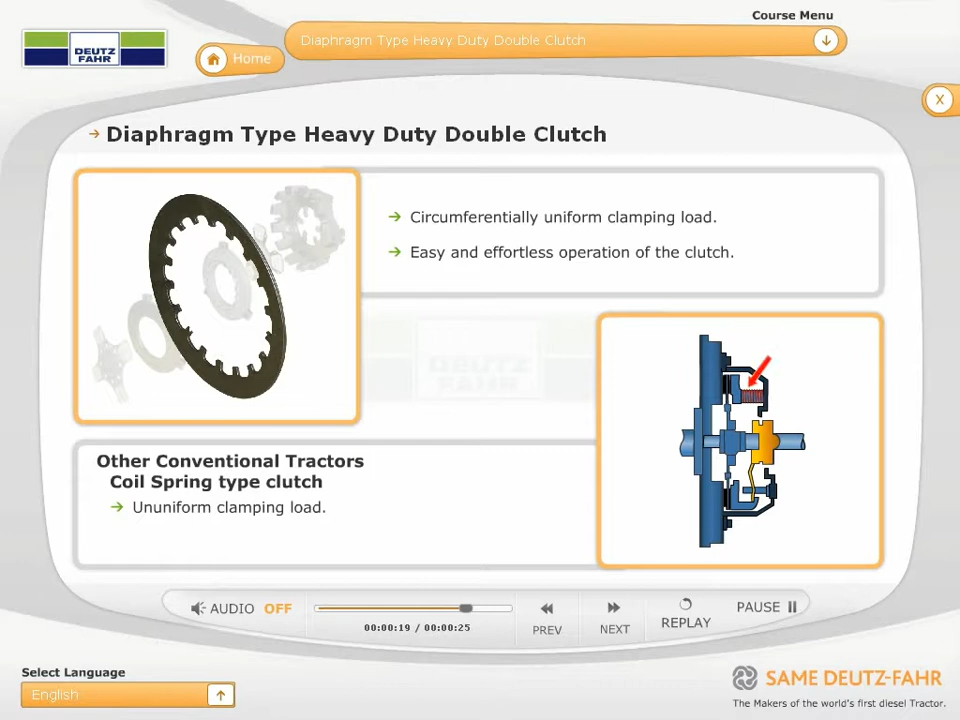 Course Menu
DEUTZ
FAHR
Home
Diaphragm Type Heavy Duty Double Clutch
X
Diaphragm Type Heavy Duty Double Clutch
Circumferentially uniform clamping load.
Easy and effortless operation of the clutch.
DEUTZ
FAHR
Other Conventional Tractors
Coil Spring type clutch
Ununiform clamping load.
AUDIO OFF
00:00:19 / 00:00:25
PREV
NEXT
REPLAY
PAUSE
Select Language
English
SAME DEUTZ-FAHR
The Makers of the world's first diesel Tractor.